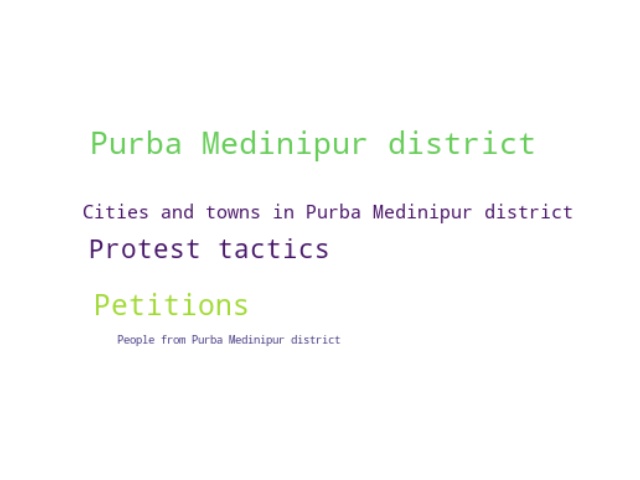 Purba Medinipur district
Cities and towns in Purba Medinipur district
Protest tactics
Petitions
People from Purba Medinipur district